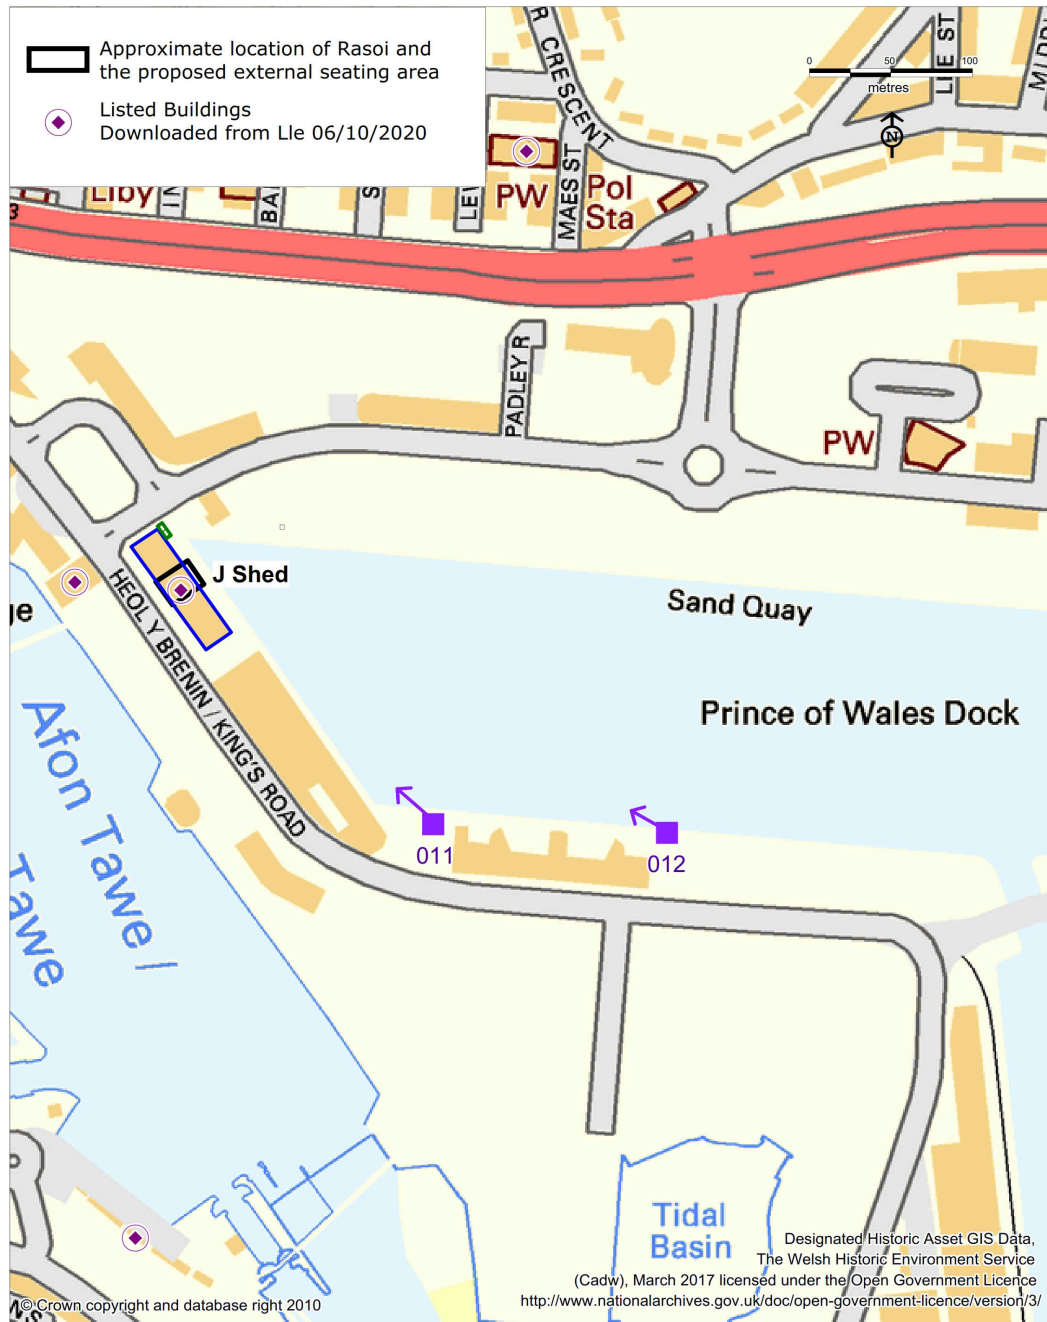 Approximate location of Rasoi and
the proposed external seating area
Listed Buildings
Downloaded from Lle 06/10/2020
0 50 100
metres
N
R CRESCENT
MAES ST
PW
Pol
Sta
Liby
BA
S
LEW
3
PADLEY R
PW
J Shed
HEOL Y BRENIN / KING'S ROAD
ge
Sand Quay
Prince of Wales Dock
Afon Tawe /
Tawe
011
012
Tidal
Basin
Designated Historic Asset GIS Data,
The Welsh Historic Environment Service
(Cadw), March 2017 licensed under the Open Government Licence
http://www.nationalarchives.gov.uk/doc/open-government-licence/version/3/
© Crown copyright and database right 2010